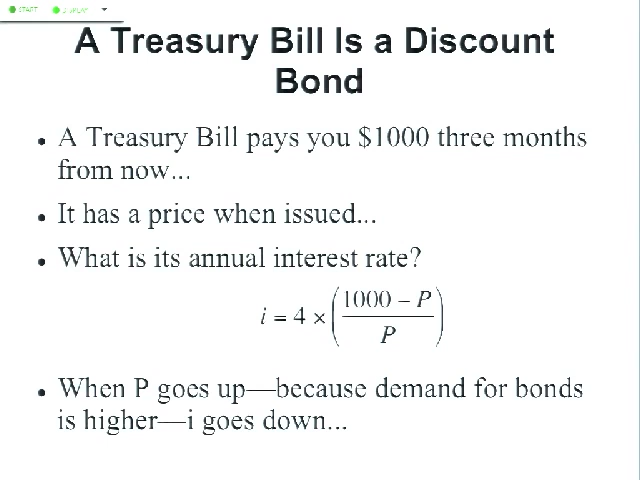 START DISPLAY
A Treasury Bill Is a Discount
Bond
• A Treasury Bill pays you $1000 three months
from now...
• It has a price when issued...
• What is its annual interest rate?
i = 4 × (1000 – P / P)
• When P goes up—because demand for bonds
is higher—i goes down...